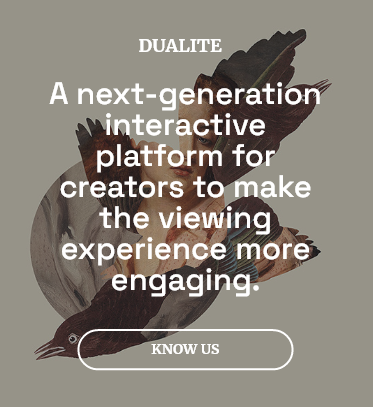 DUALITE
A next-generation
interactive
platform for
creators to make
the viewing
experience more
engaging.
KNOW US